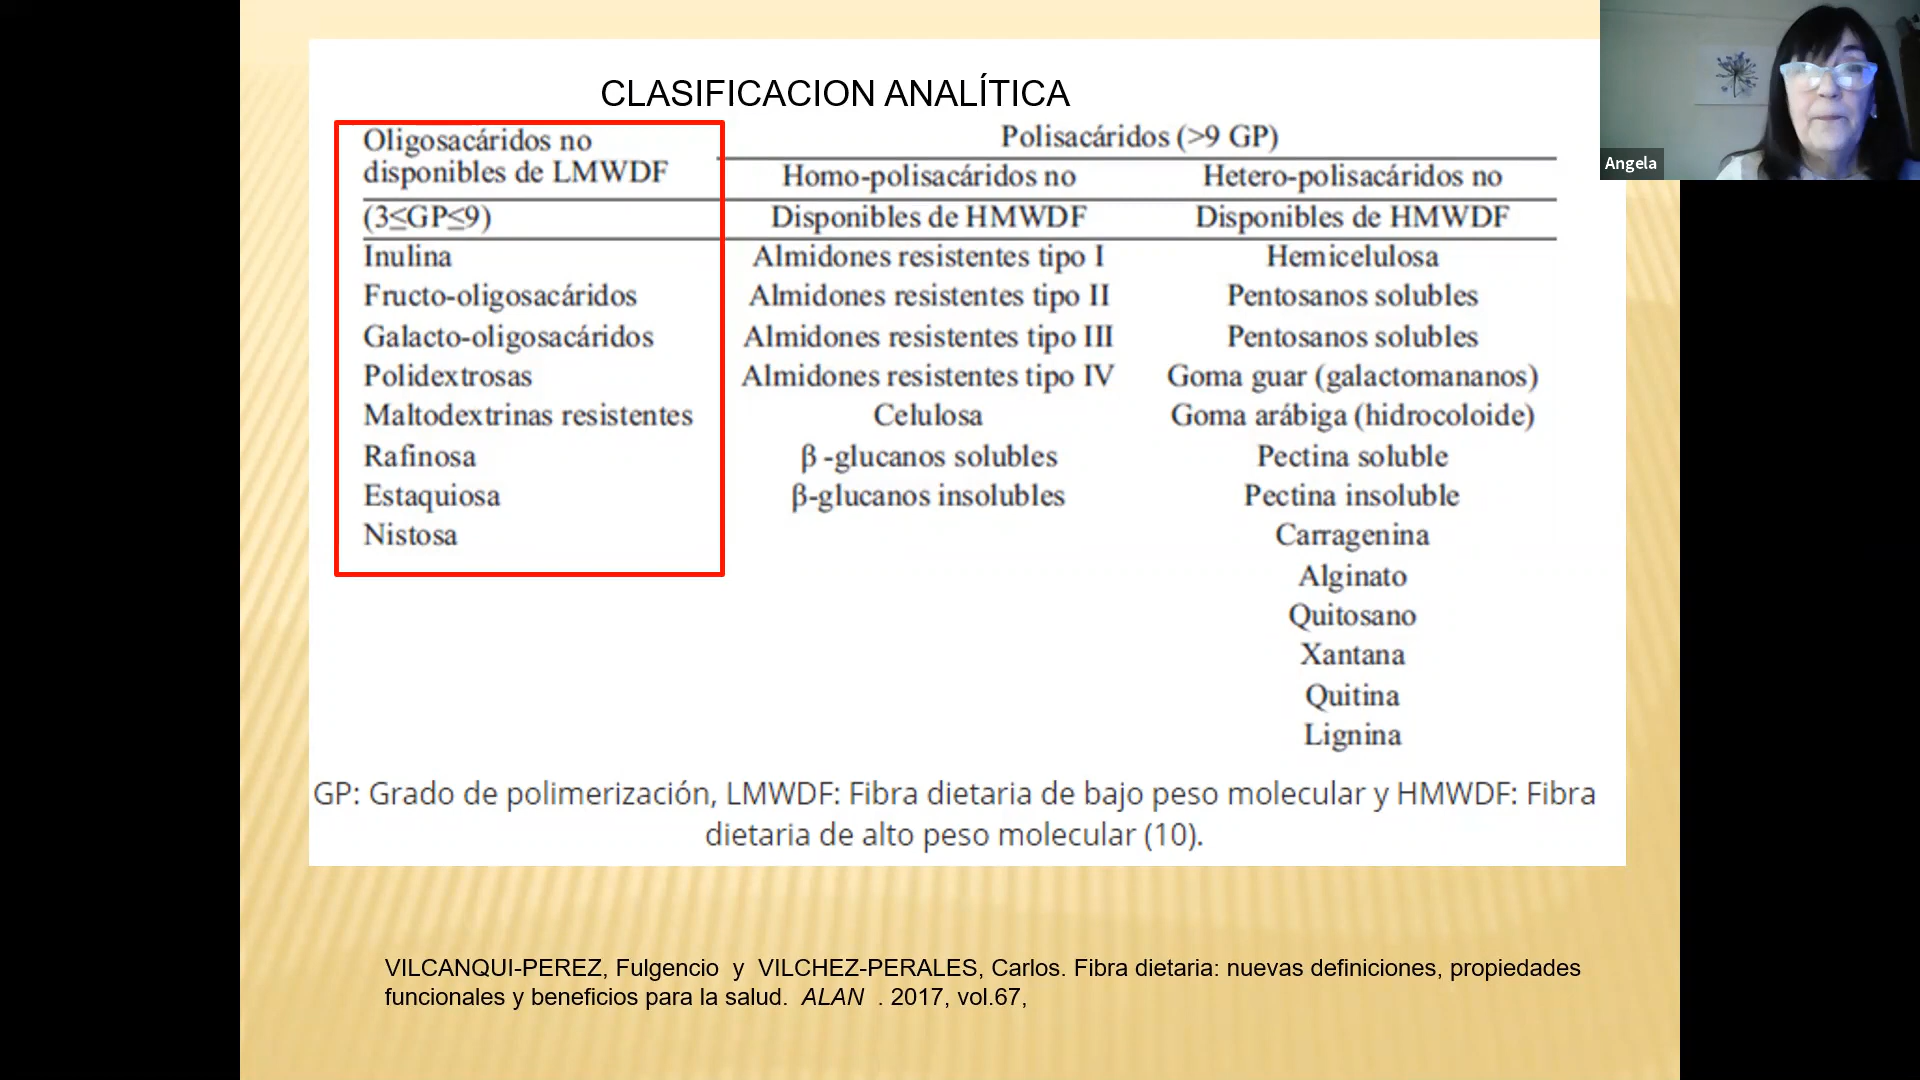 CLASIFICACION ANALÍTICA
Oligosacáridos no
disponibles de LMWDF
(3≤GP≤9)
Inulina
Fructo-oligosacáridos
Galacto-oligosacáridos
Polidextrosas
Maltodextrinas resistentes
Rafinosa
Estaquiosa
Nistosa
Polisacáridos (>9 GP)
Homo-polisacáridos no
Disponibles de HMWDF
Almidones resistentes tipo I
Almidones resistentes tipo II
Almidones resistentes tipo III
Almidones resistentes tipo IV
Celulosa
β -glucanos solubles
β-glucanos insolubles
Hetero-polisacáridos no
Disponibles de HMWDF
Hemicelulosa
Pentosanos solubles
Pentosanos solubles
Goma guar (galactomananos)
Goma arábiga (hidrocoloide)
Pectina soluble
Pectina insoluble
Carragenina
Alginato
Quitosano
Xantana
Quitina
Lignina
GP: Grado de polimerización, LMWDF: Fibra dietaria de bajo peso molecular y HMWDF: Fibra
dietaria de alto peso molecular (10).
VILCANQUI-PEREZ, Fulgencio y VILCHEZ-PERALES, Carlos. Fibra dietaria: nuevas definiciones, propiedades
funcionales y beneficios para la salud. ALAN . 2017, vol.67,
Angela